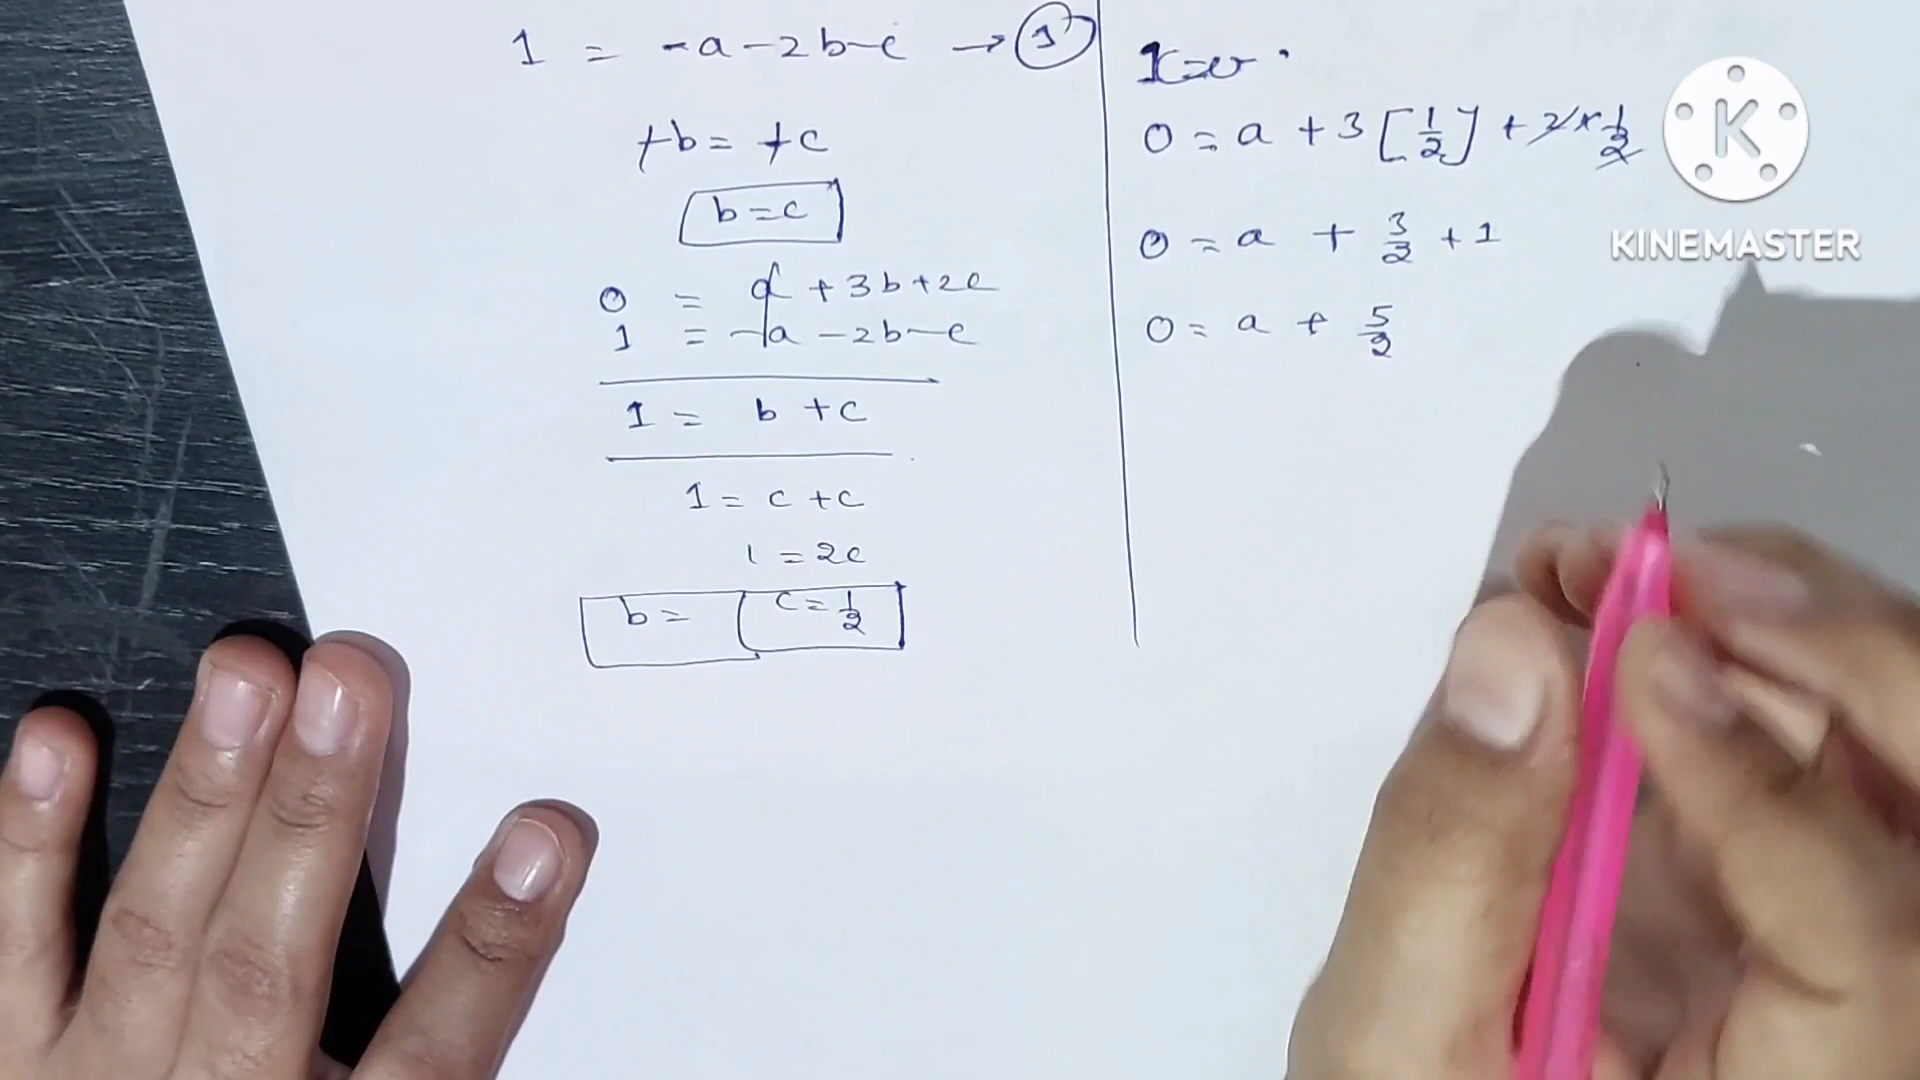 1 = -a - 2b - c → 1
+b = +c
b = c
0 = a + 3b + 2c
1 = -a - 2b - c
1 = b + c
1 = c + c
1 = 2c
b = c = 1/2
0 = a + 3[1/2] + 2 × 1/2
0 = a + 3/2 + 1
0 = a + 5/2
K
KINEMASTER